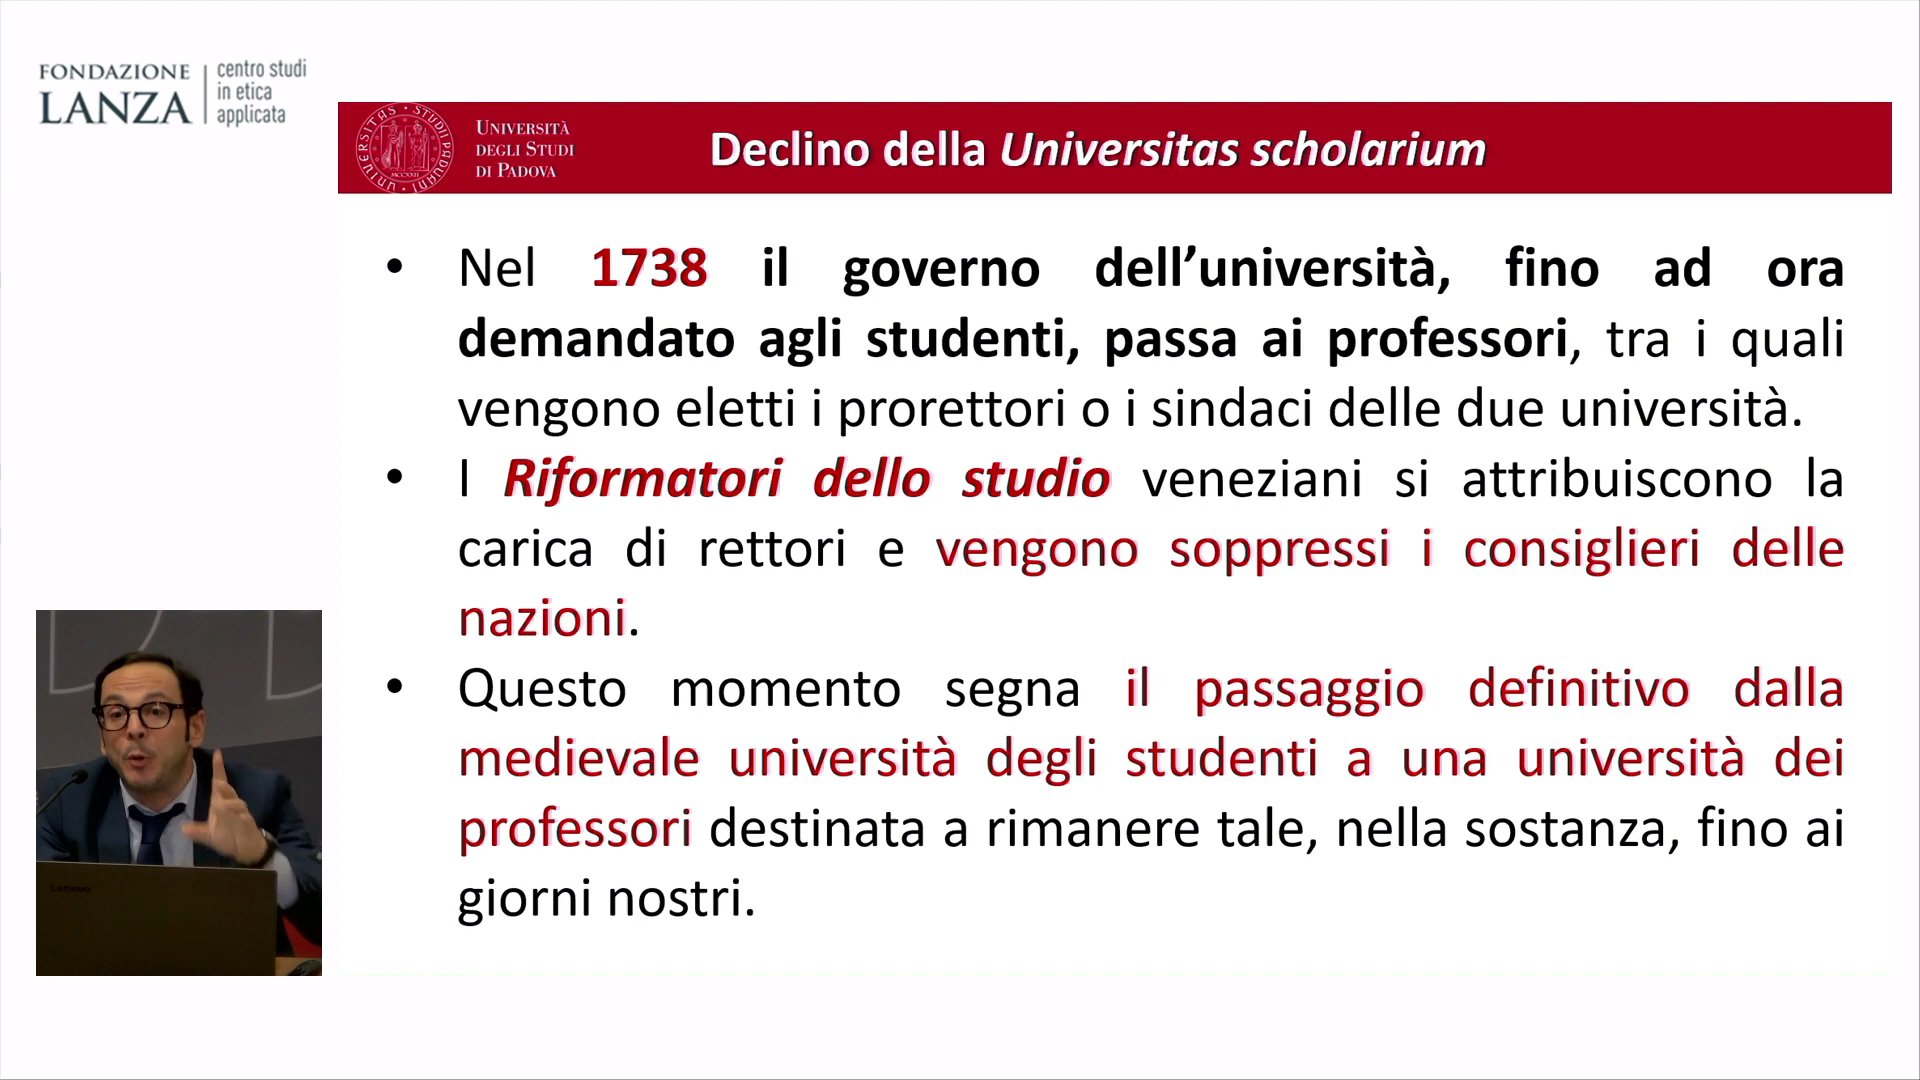 FONDAZIONE
LANZA
centro studi
in etica
applicata
UNIVERSITÀ
DEGLI STUDI
DI PADOVA
Declino della Universitas scholarium
• Nel 1738 il governo dell’università, fino ad ora
demandato agli studenti, passa ai professori, tra i quali
vengono eletti i prorettori o i sindaci delle due università.
• I Riformatori dello studio veneziani si attribuiscono la
carica di rettori e vengono soppressi i consiglieri delle
nazioni.
• Questo momento segna il passaggio definitivo dalla
medievale università degli studenti a una università dei
professori destinata a rimanere tale, nella sostanza, fino ai
giorni nostri.
Lenovo